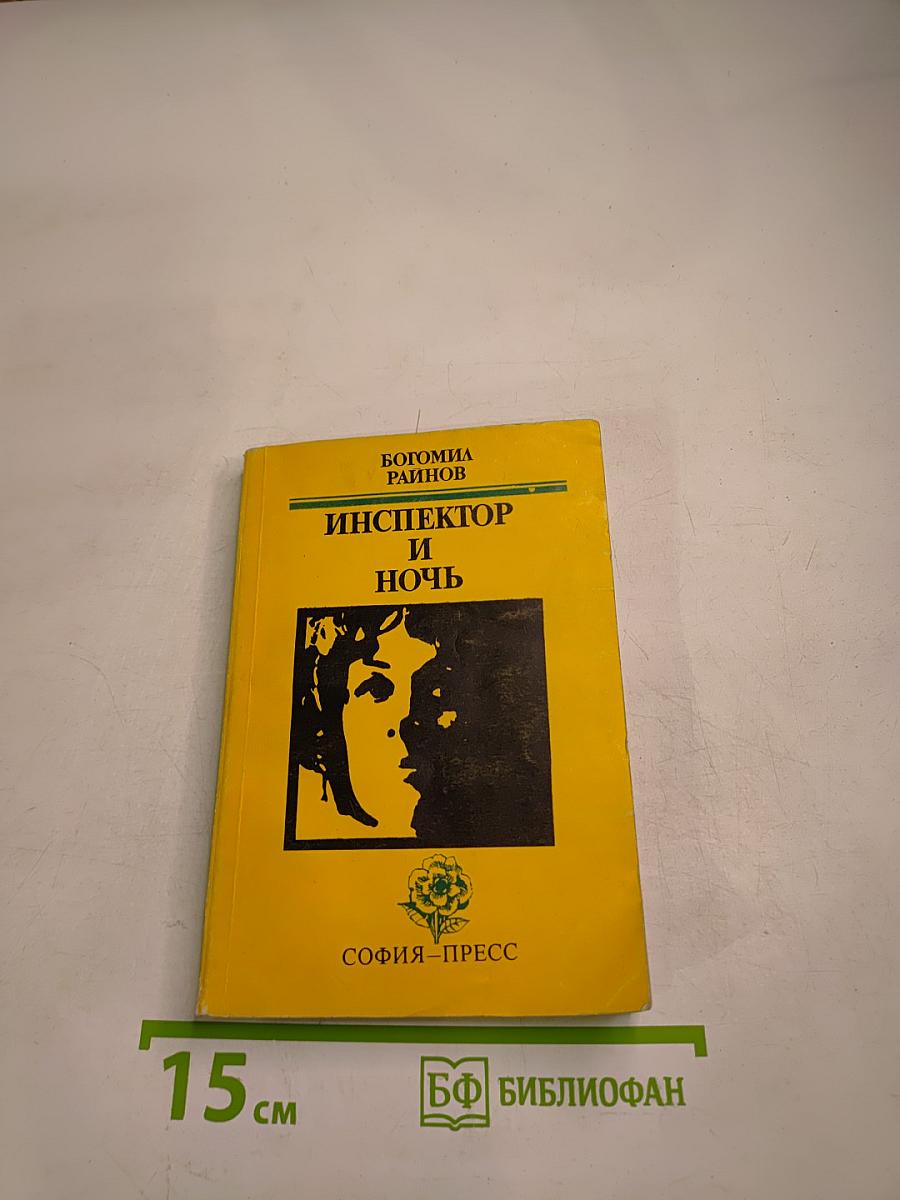 БОГОМИЛ
РАЙНОВ
ИНСПЕКТОР
И
НОЧЬ
СОФИЯ–ПРЕСС
15 см
БФ БИБЛИОФАН